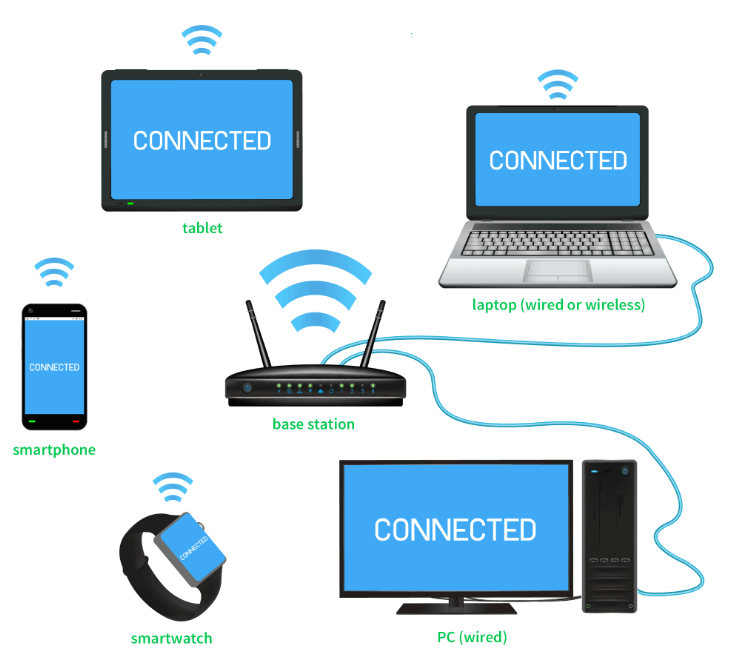 CONNECTED
tablet
CONNECTED
laptop (wired or wireless)
CONNECTED
smartphone
base station
CONNECTED
smartwatch
CONNECTED
PC (wired)